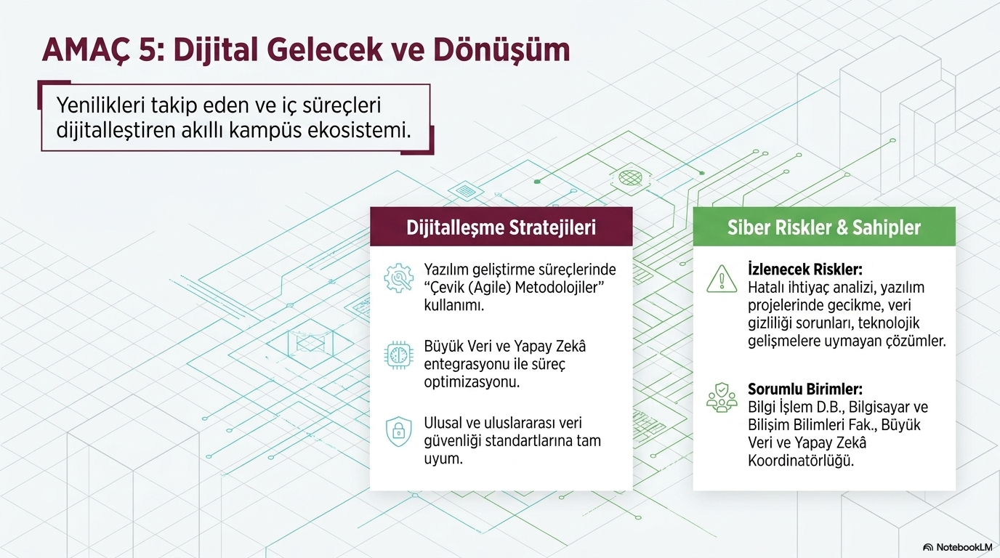 AMAÇ 5: Dijital Gelecek ve Dönüşüm
Yenilikleri takip eden ve iç süreçleri
dijitalleştiren akıllı kampüs ekosistemi.
Dijitalleşme Stratejileri
Yazılım geliştirme süreçlerinde
“Çevik (Agile) Metodolojiler”
kullanımı.
Büyük Veri ve Yapay Zekâ
entegrasyonu ile süreç
optimizasyonu.
Ulusal ve uluslararası veri
güvenliği standartlarına tam
uyum.
Siber Riskler & Sahipler
İzlenecek Riskler:
Hatalı ihtiyaç analizi, yazılım
projelerinde gecikme, veri
gizliliği sorunları, teknolojik
gelişmelere uymayan çözümler.
Sorumlu Birimler:
Bilgi İşlem D.B., Bilgisayar ve
Bilişim Bilimleri Fak., Büyük
Veri ve Yapay Zekâ
Koordinatörlüğü.
NotebookLM